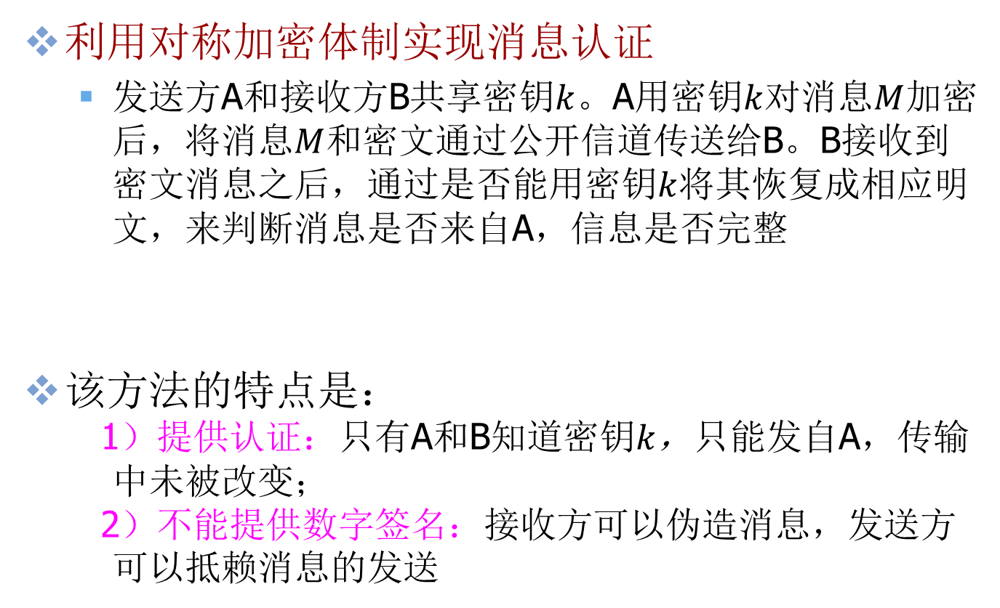 利用对称加密体制实现消息认证
发送方A和接收方B共享密钥k。A用密钥k对消息M加密
后，将消息M和密文通过公开信道传送给B。B接收到
密文消息之后，通过是否能用密钥k将其恢复成相应明
文，来判断消息是否来自A，信息是否完整
该方法的特点是：
1）提供认证：只有A和B知道密钥k，只能发自A，传输
中未被改变；
2）不能提供数字签名：接收方可以伪造消息，发送方
可以抵赖消息的发送